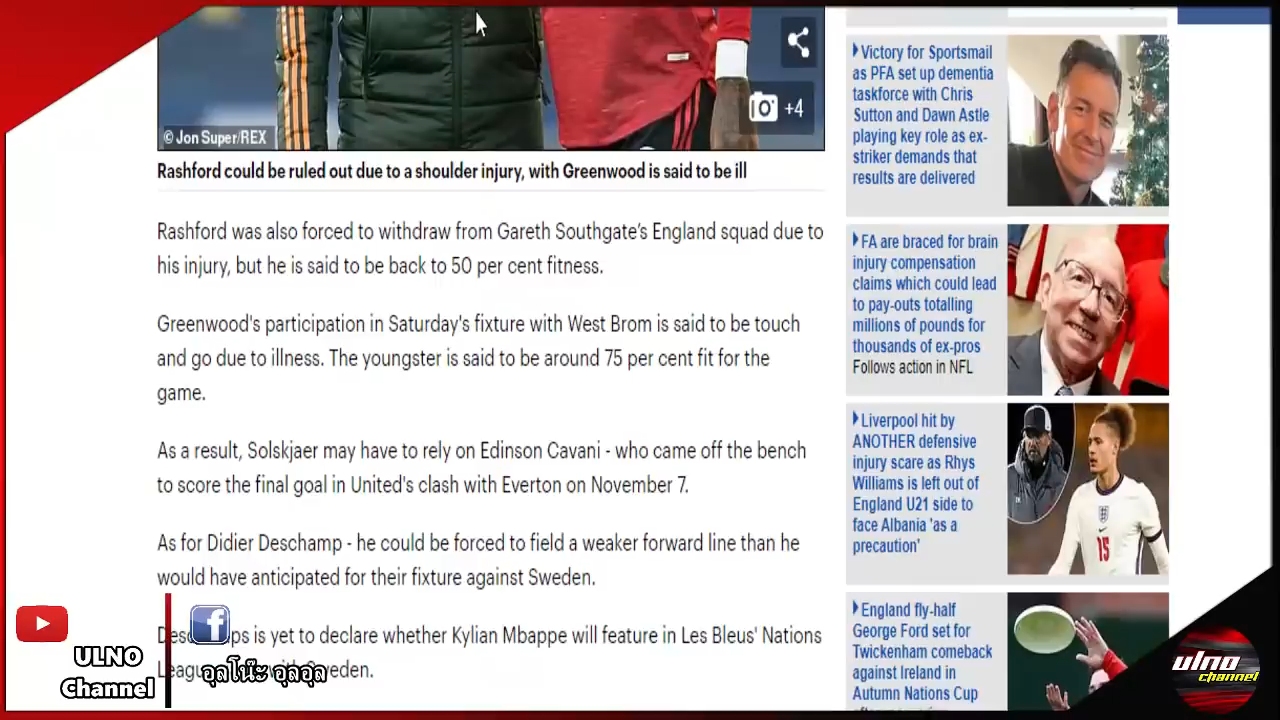 +4
© Jon Super/REX
Rashford could be ruled out due to a shoulder injury, with Greenwood is said to be ill
Rashford was also forced to withdraw from Gareth Southgate's England squad due to
his injury, but he is said to be back to 50 per cent fitness.
Greenwood's participation in Saturday's fixture with West Brom is said to be touch
and go due to illness. The youngster is said to be around 75 per cent fit for the
game.
As a result, Solskjaer may have to rely on Edinson Cavani - who came off the bench
to score the final goal in United's clash with Everton on November 7.
As for Didier Deschamp - he could be forced to field a weaker forward line than he
would have anticipated for their fixture against Sweden.
is yet to declare whether Kylian Mbappe will feature in Les Bleus' Nations
Sweden.
Victory for Sportsmail
as PFA set up dementia
taskforce with Chris
Sutton and Dawn Astle
playing key role as ex-
striker demands that
results are delivered
FA are braced for brain
injury compensation
claims which could lead
to pay-outs totalling
millions of pounds for
thousands of ex-pros
Follows action in NFL
Liverpool hit by
ANOTHER defensive
injury scare as Rhys
Williams is left out of
England U21 side to
face Albania 'as a
precaution'
15
England fly-half
George Ford set for
Twickenham comeback
against Ireland in
Autumn Nations Cup
ULNO
Channel
f
อุลโน๊ะ อุลอุล
ulno
channel